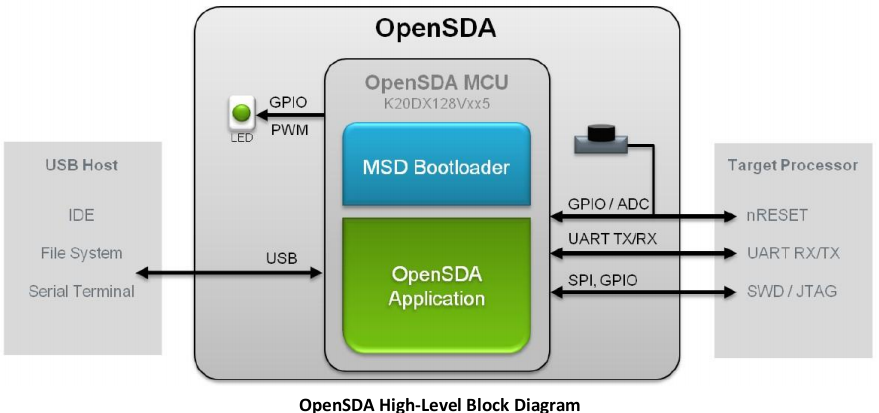 OpenSDA
OpenSDA MCU
K20DX128Vxx5
GPIO
PWM
LED
MSD Bootloader
USB Host
IDE
File System
Serial Terminal
USB
OpenSDA
Application
GPIO / ADC
UART TX/RX
SPI, GPIO
Target Processor
nRESET
UART RX/TX
SWD / JTAG
OpenSDA High-Level Block Diagram